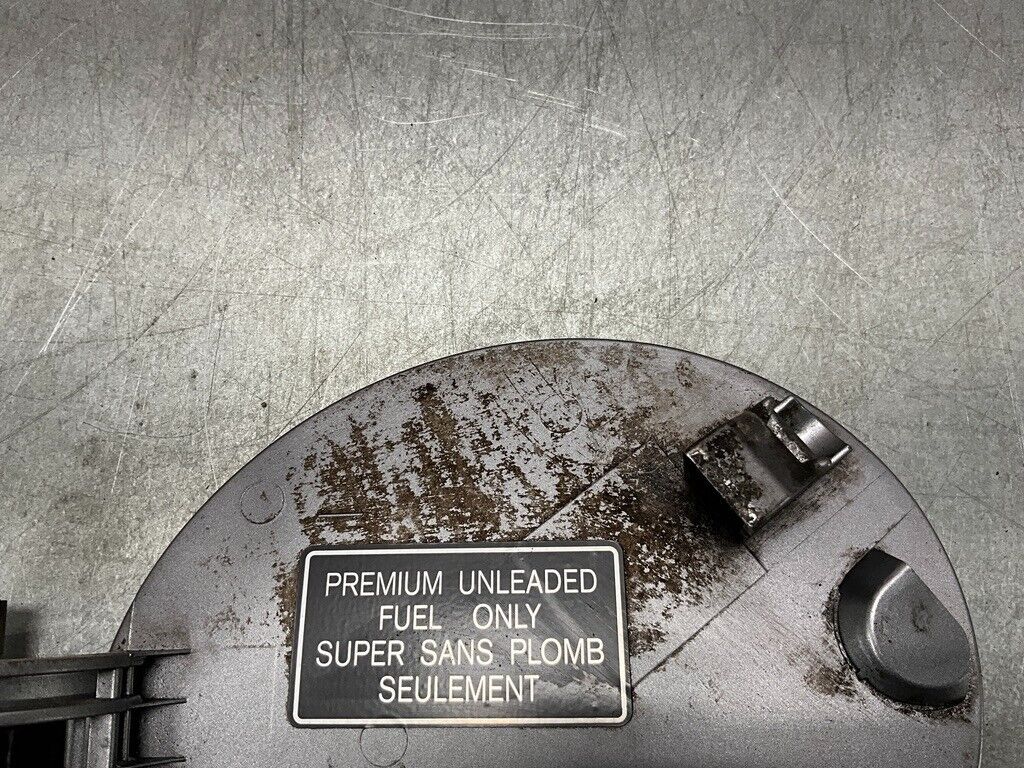 PREMIUM UNLEADED
FUEL ONLY
SUPER SANS PLOMB
SEULEMENT